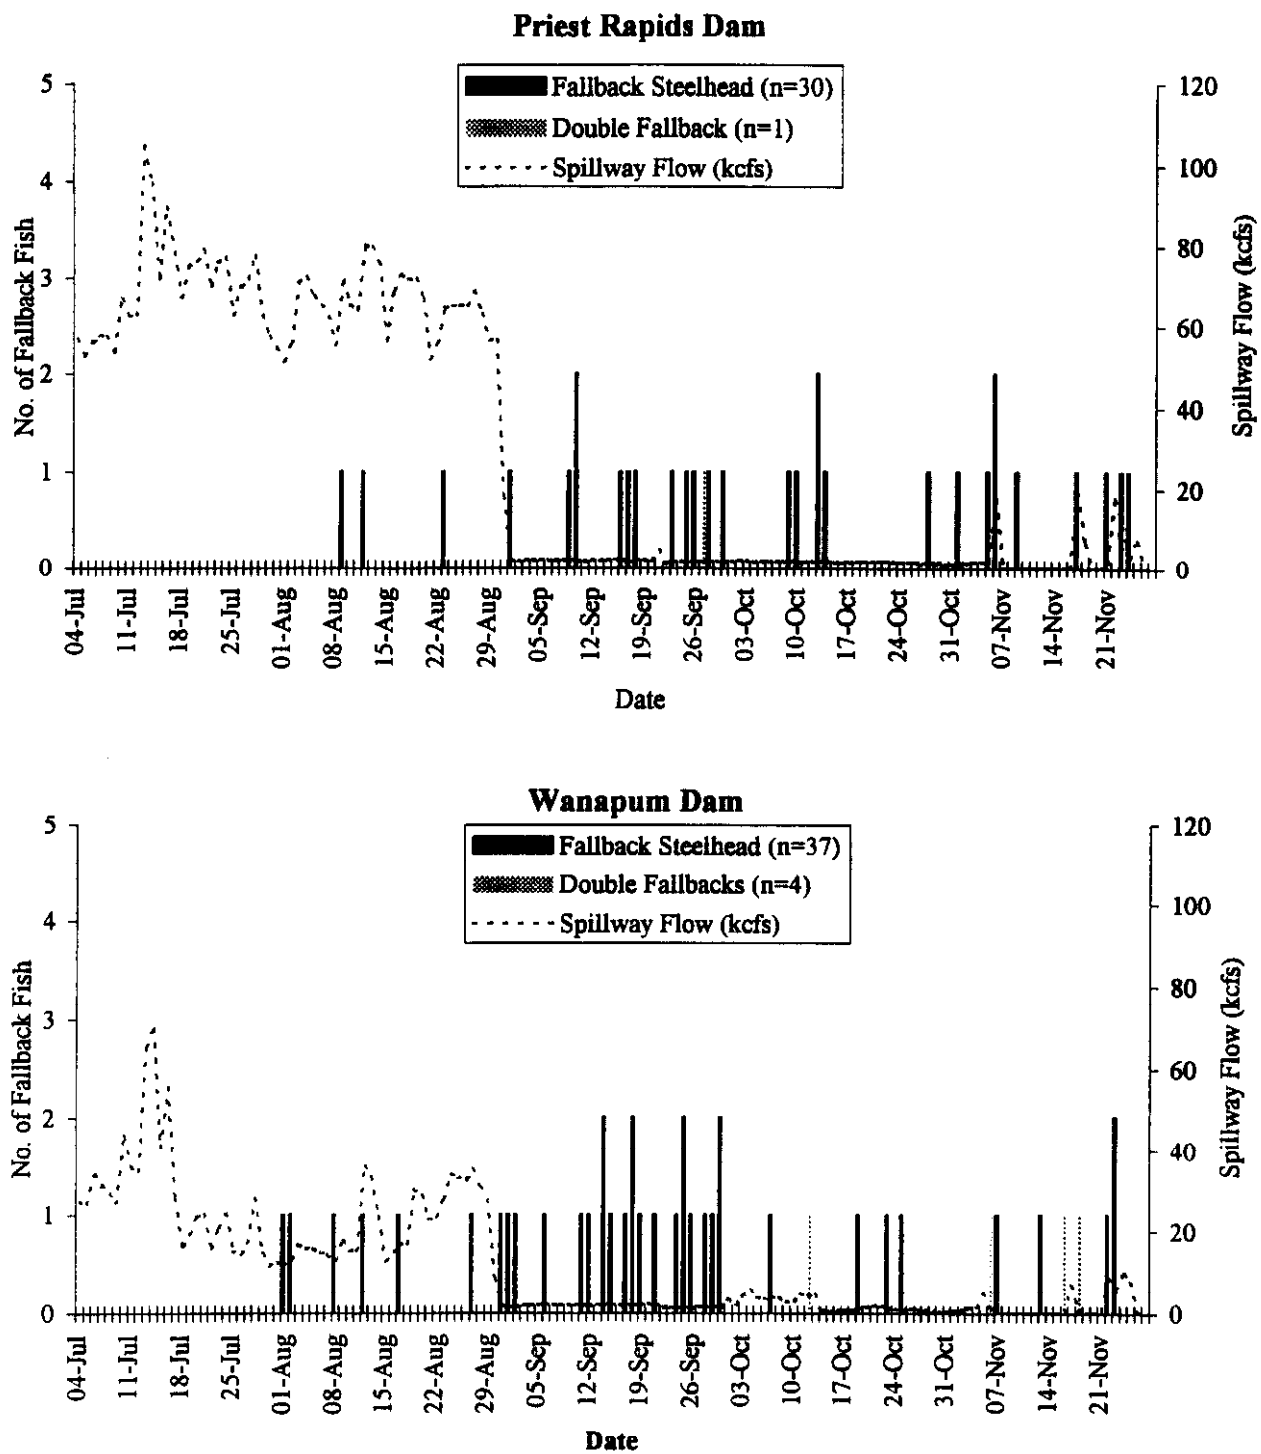 Priest Rapids Dam
Fallback Steelhead (n=30)
Double Fallback (n=1)
Spillway Flow (kcfs)
No. of Fallback Fish
5
4
3
2
1
0
120
100
80
60
40
20
0
Spillway Flow (kcfs)
04-Jul
11-Jul
18-Jul
25-Jul
01-Aug
08-Aug
15-Aug
22-Aug
29-Aug
05-Sep
12-Sep
19-Sep
26-Sep
03-Oct
10-Oct
17-Oct
24-Oct
31-Oct
07-Nov
14-Nov
21-Nov
Date
Wanapum Dam
Fallback Steelhead (n=37)
Double Fallbacks (n=4)
Spillway Flow (kcfs)
No. of Fallback Fish
5
4
3
2
1
0
120
100
80
60
40
20
0
Spillway Flow (kcfs)
04-Jul
11-Jul
18-Jul
25-Jul
01-Aug
08-Aug
15-Aug
22-Aug
29-Aug
05-Sep
12-Sep
19-Sep
26-Sep
03-Oct
10-Oct
17-Oct
24-Oct
31-Oct
07-Nov
14-Nov
21-Nov
Date